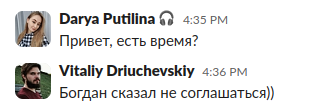 Darya Putilina 🎧 4:35 PM
Привет, есть время?
Vitaliy Driuchevskiy 4:36 PM
Богдан сказал не соглашаться))